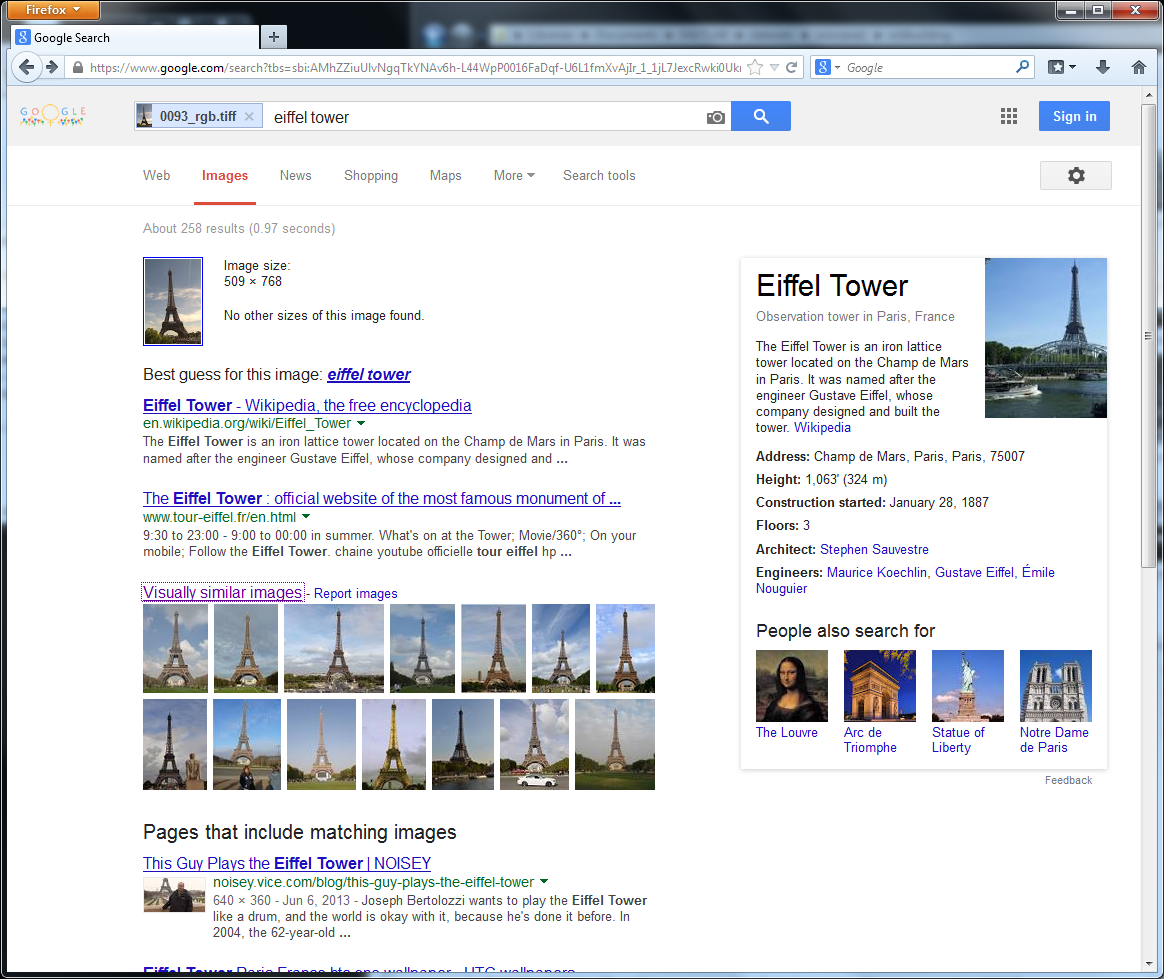 Firefox
Google Search
https://www.google.com/search?tbs=sbi:AMhZZiuUlvNgqTkYNAv6h-L44WpP0016FaDqf-U6L1fmXvAjIr_1_1jL7JexcRwki0Uk
Google
GOOGLE
0093_rgb.tiff
eiffel tower
Sign in
Web
Images
News
Shopping
Maps
More
Search tools
About 258 results (0.97 seconds)
Image size:
509 × 768
No other sizes of this image found.
Best guess for this image: eiffel tower
Eiffel Tower - Wikipedia, the free encyclopedia
en.wikipedia.org/wiki/Eiffel_Tower
The Eiffel Tower is an iron lattice tower located on the Champ de Mars in Paris. It was
named after the engineer Gustave Eiffel, whose company designed and ...
The Eiffel Tower : official website of the most famous monument of ...
www.tour-eiffel.fr/en.html
9:30 to 23:00 - 9:00 to 00:00 in summer. What's on at the Tower; Movie/360°; On your
mobile; Follow the Eiffel Tower. chaine youtube officielle tour eiffel hp ...
Visually similar images - Report images
Pages that include matching images
This Guy Plays the Eiffel Tower | NOISEY
noisey.vice.com/blog/this-guy-plays-the-eiffel-tower
640 × 360 - Jun 6, 2013 - Joseph Bertolozzi wants to play the Eiffel Tower
like a drum, and the world is okay with it, because he's done it before. In
2004, the 62-year-old ...
Eiffel Tower Paris France htc one wallpaper - HTC wallpapers
Eiffel Tower
Observation tower in Paris, France
The Eiffel Tower is an iron lattice
tower located on the Champ de Mars
in Paris. It was named after the
engineer Gustave Eiffel, whose
company designed and built the
tower. Wikipedia
Address: Champ de Mars, Paris, Paris, 75007
Height: 1,063' (324 m)
Construction started: January 28, 1887
Floors: 3
Architect: Stephen Sauvestre
Engineers: Maurice Koechlin, Gustave Eiffel, Émile
Nouguier
People also search for
The Louvre
Arc de
Triomphe
Statue of
Liberty
Notre Dame
de Paris
Feedback